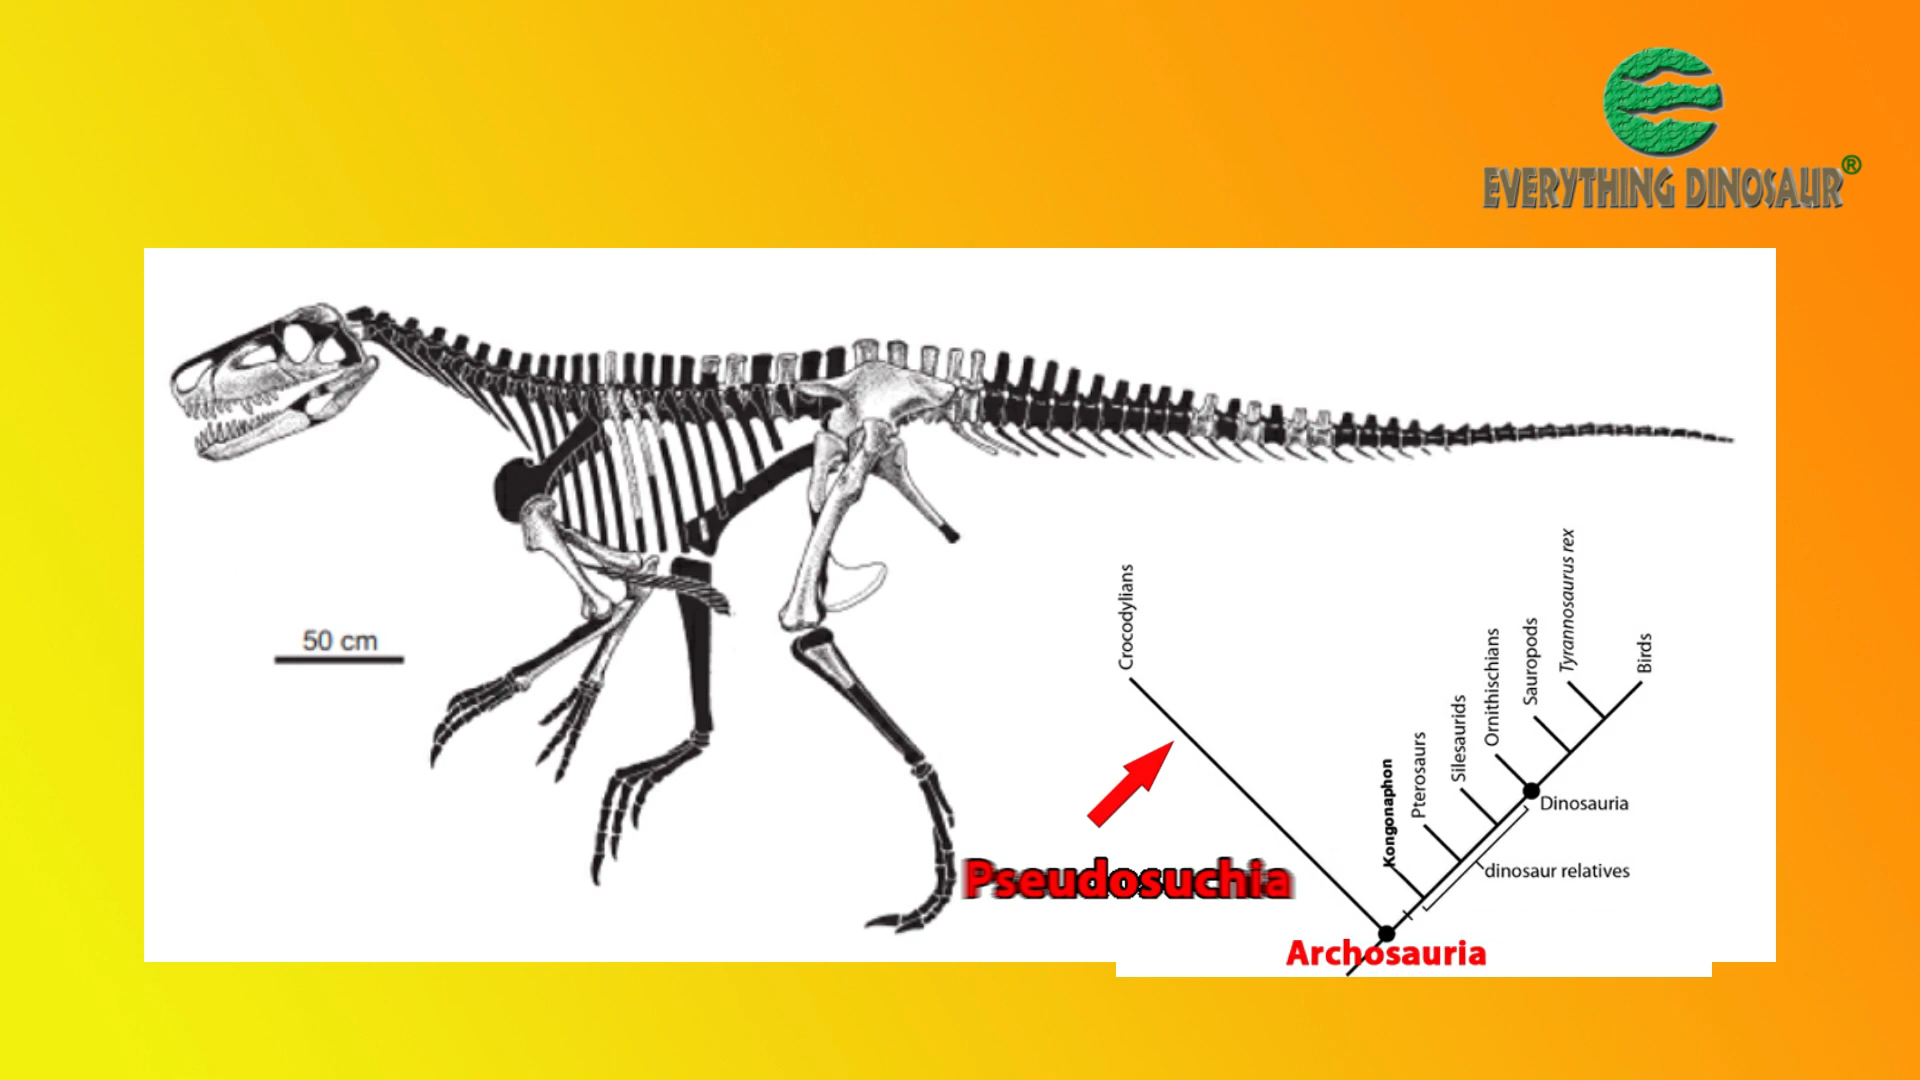 EVERYTHING DINOSAUR®
50 cm
Crocodylians
Kongonaphon
Pterosaurs
Silesaurids
Ornithischians
Sauropods
Tyrannosaurus rex
Birds
Dinosauria
dinosaur relatives
Pseudosuchia
Archosauria